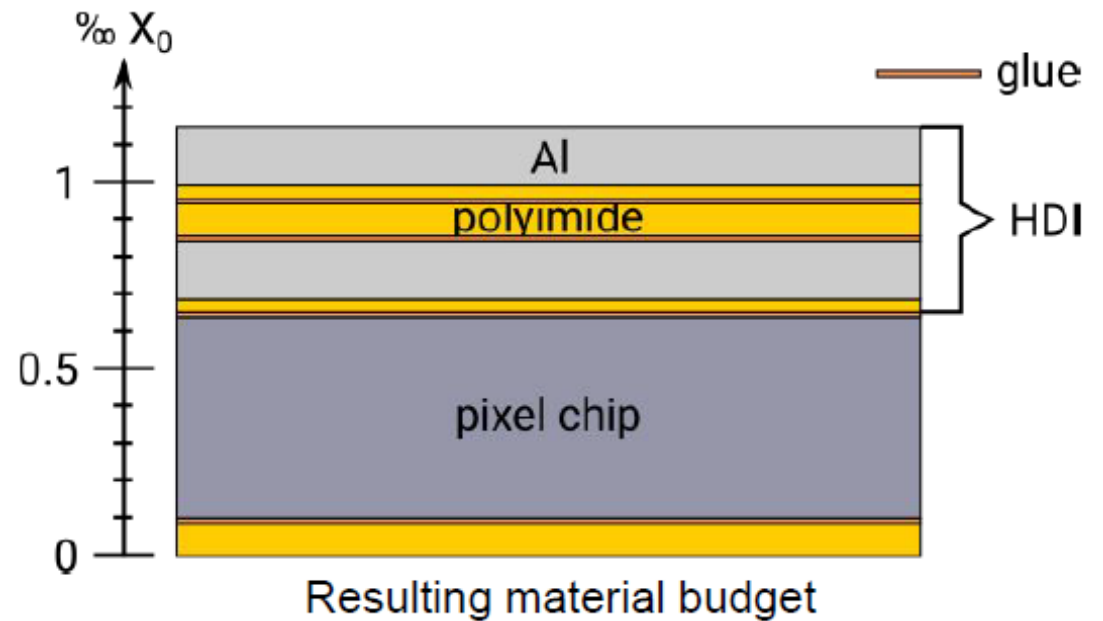 ‰ X₀
glue
Al
1
polyimide
HDI
0.5
pixel chip
0
Resulting material budget